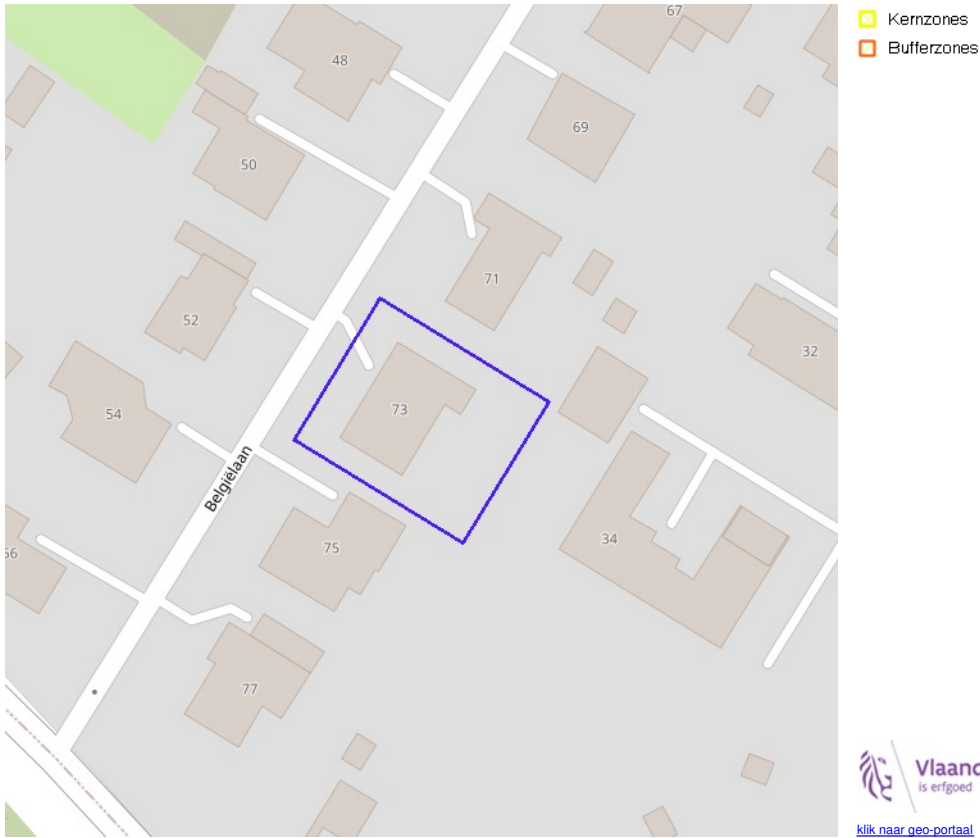 67
Kernzones
Bufferzones
48
69
50
71
52
32
73
54
Belgiëlaan
75
34
56
77
Vlaand
is erfgoed
klik naar geo-portaal